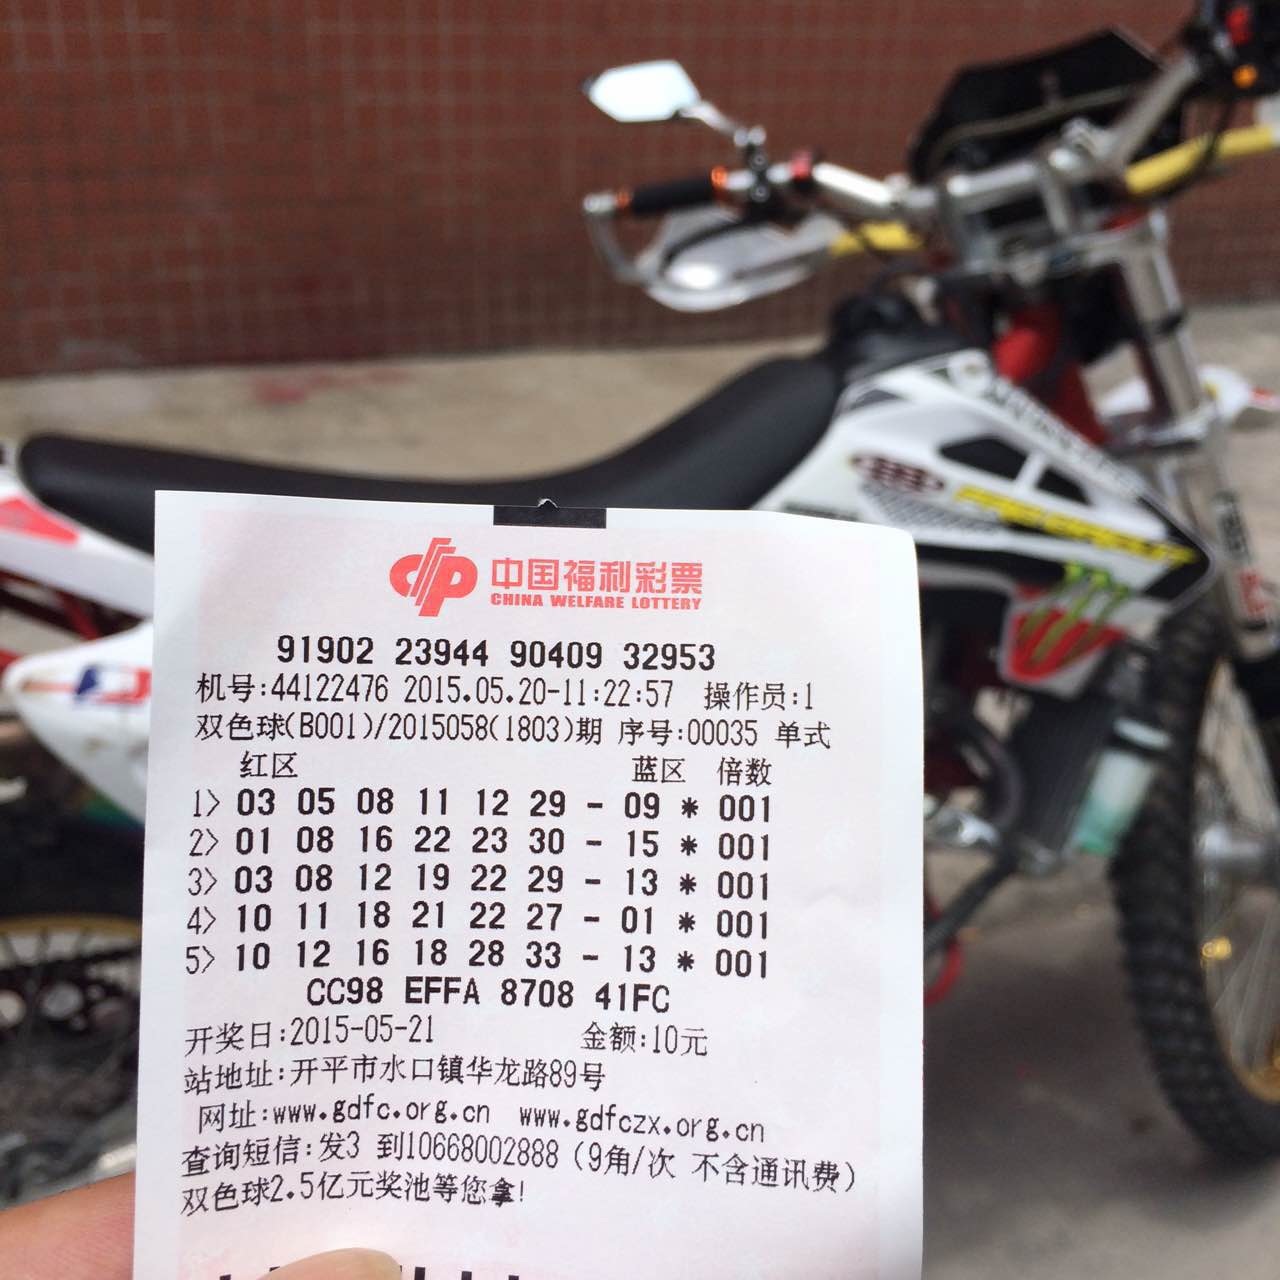 中国福利彩票
CHINA WELFARE LOTTERY
91902 23944 90409 32953
机号:44122476 2015.05.20-11:22:57 操作员:1
双色球(B001)/2015058(1803)期 序号:00035 单式
红区 蓝区 倍数
1> 03 05 08 11 12 29 - 09 * 001
2> 01 08 16 22 23 30 - 15 * 001
3> 03 08 12 19 22 29 - 13 * 001
4> 10 11 18 21 22 27 - 01 * 001
5> 10 12 16 18 28 33 - 13 * 001
CC98 EFFA 8708 41FC
开奖日:2015-05-21 金额:10元
站地址:开平市水口镇华龙路89号
网址:www.gdfc.org.cn www.gdfczx.org.cn
查询短信:发3 到10668002888 (9角/次 不含通讯费)
双色球2.5亿元奖池等您拿!